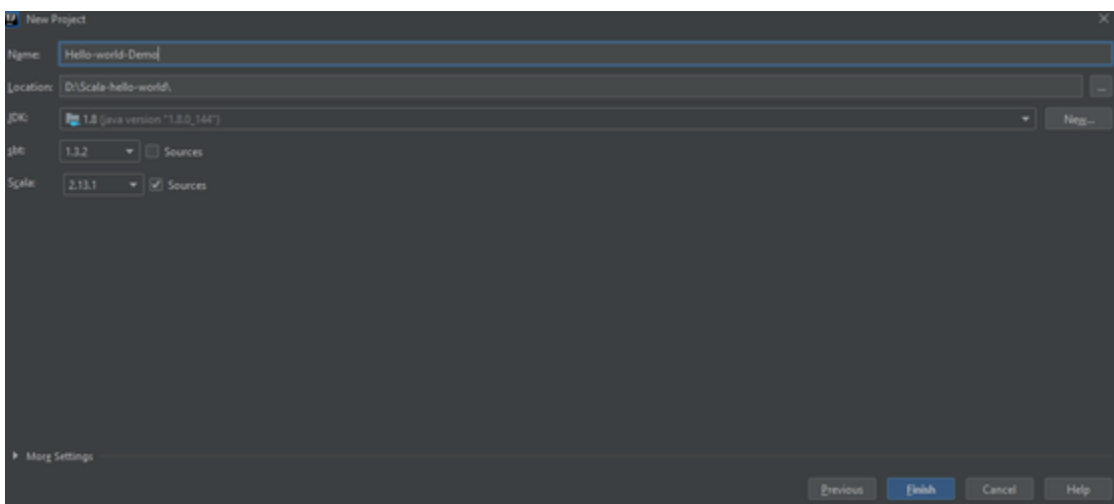 New Project
Name: Hello-world-Demo
Location: D:\Scala-hello-world\ ...
JDK: 1.8 (java version "1.8.0_144") New...
sbt: 1.3.2 Sources
Scala: 2.13.1 Sources
More Settings
Previous Finish Cancel Help